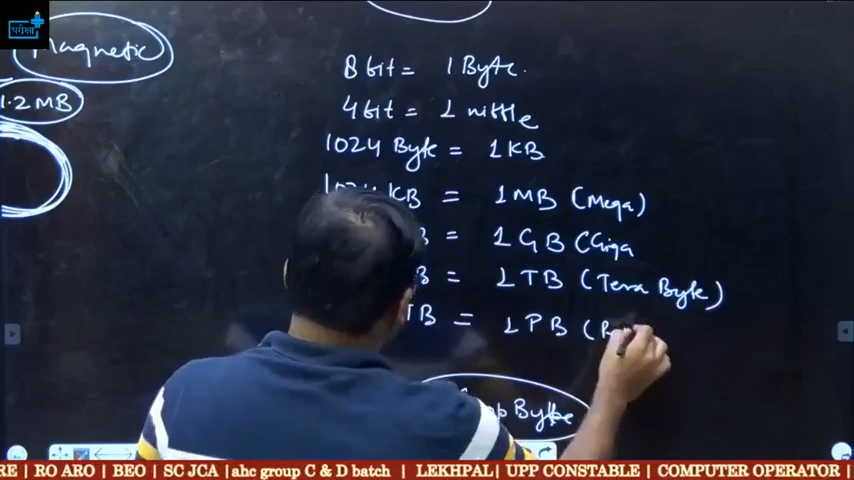 परीक्षा
Magnetic
1.2 MB
8 bit = 1 Byte.
4 bit = 1 nibble
1024 Byte = 1 KB
1024 KB = 1 MB (Mega)
B = 1 GB (Giga
B = 1 TB (Tera Byte)
TB = 1 PB (P
Byte
RE | RO ARO | BEO | SC JCA |ahc group C & D batch | LEKHPAL | UPP CONSTABLE | COMPUTER OPERATOR |